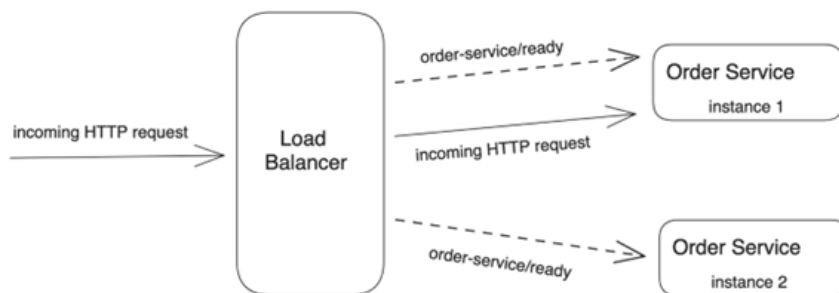 order-service/ready
Order Service
instance 1
incoming HTTP request
Load
Balancer
incoming HTTP request
Order Service
instance 2
order-service/ready